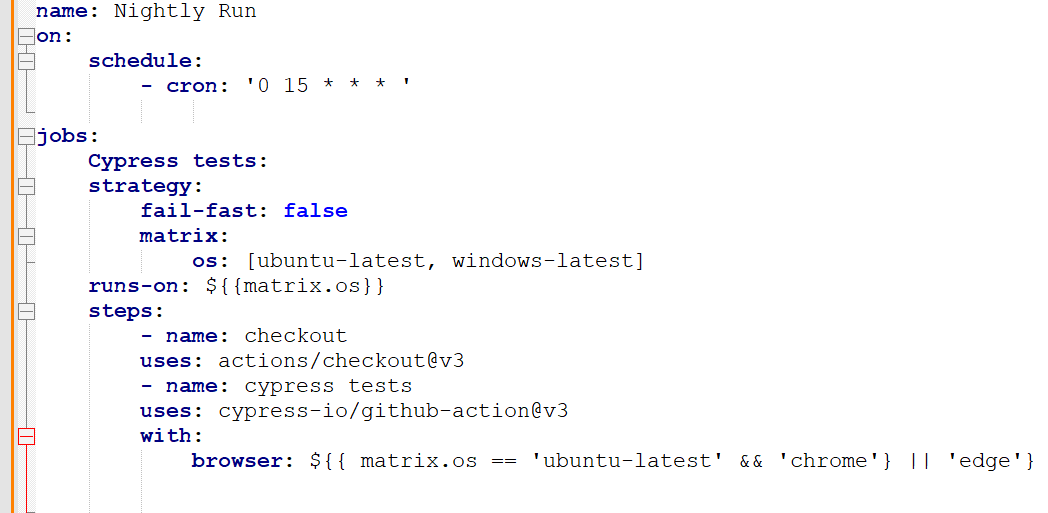 name: Nightly Run
on:
schedule:
- cron: '0 15 * * * '
jobs:
Cypress tests:
strategy:
fail-fast: false
matrix:
os: [ubuntu-latest, windows-latest]
runs-on: ${{matrix.os}}
steps:
- name: checkout
uses: actions/checkout@v3
- name: cypress tests
uses: cypress-io/github-action@v3
with:
browser: ${{ matrix.os == 'ubuntu-latest' && 'chrome'} || 'edge'}